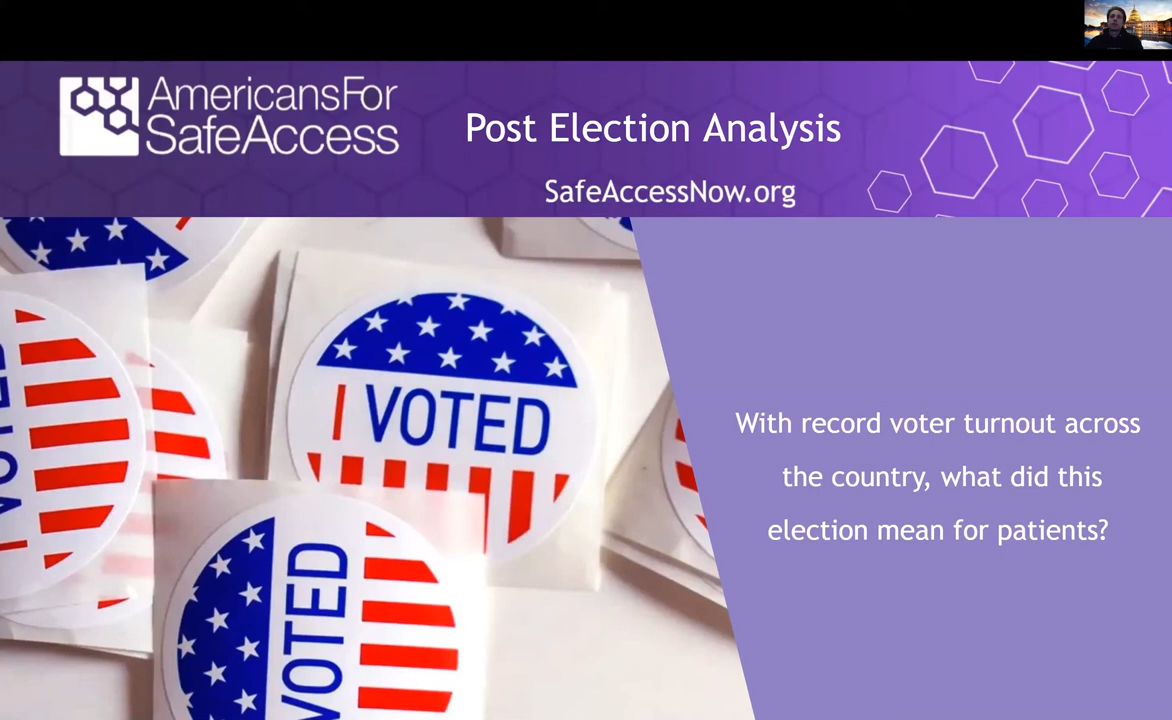 AmericansFor
SafeAccess
Post Election Analysis
SafeAccessNow.org
I VOTED
VOTED
With record voter turnout across
the country, what did this
election mean for patients?